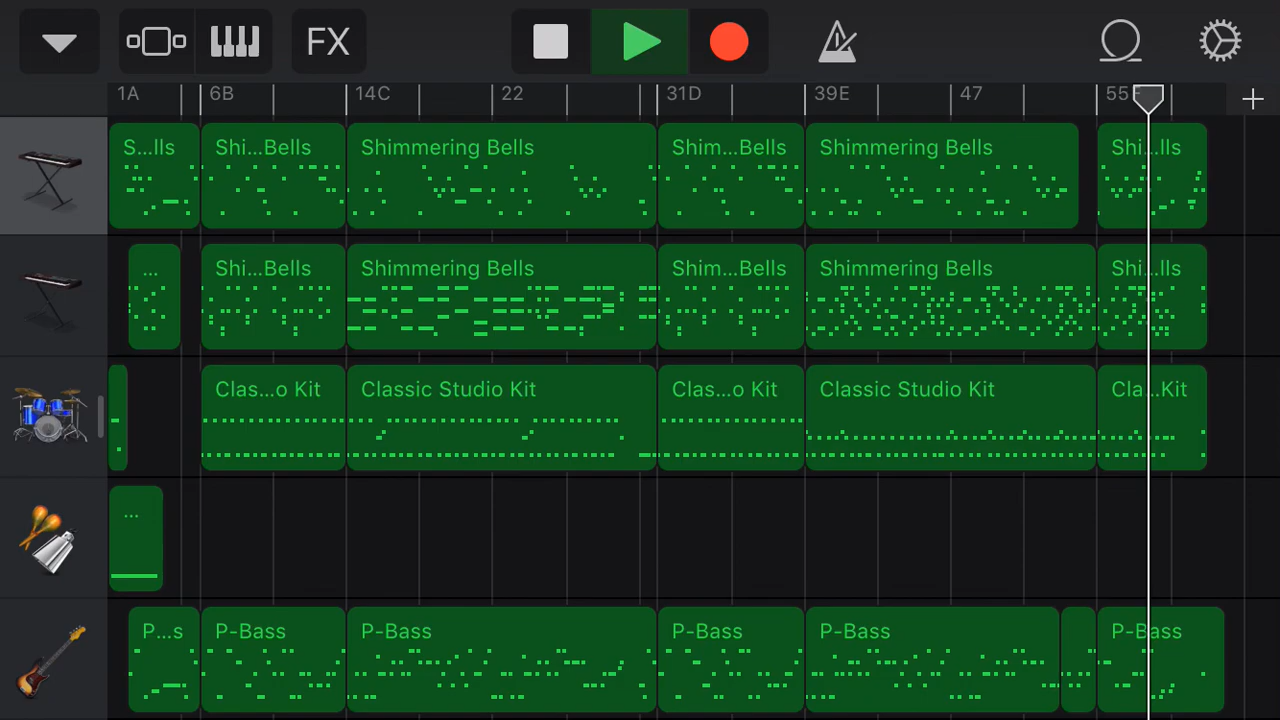 FX
1A 6B 14C 22 31D 39E 47 55F
S...lls Shi...Bells Shimmering Bells Shim...Bells Shimmering Bells Shi...lls
... Shi...Bells Shimmering Bells Shim...Bells Shimmering Bells Shi...lls
Clas...o Kit Classic Studio Kit Clas...o Kit Classic Studio Kit Cla...Kit
...
P...s P-Bass P-Bass P-Bass P-Bass P-Bass